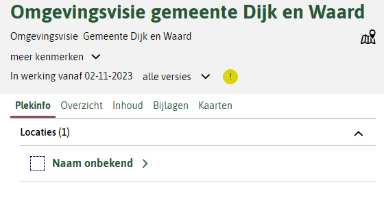 Omgevingsvisie gemeente Dijk en Waard
Omgevingsvisie Gemeente Dijk en Waard
meer kenmerken
In werking vanaf 02-11-2023 alle versies !
Plekinfo Overzicht Inhoud Bijlagen Kaarten
Locaties (1)
Naam onbekend